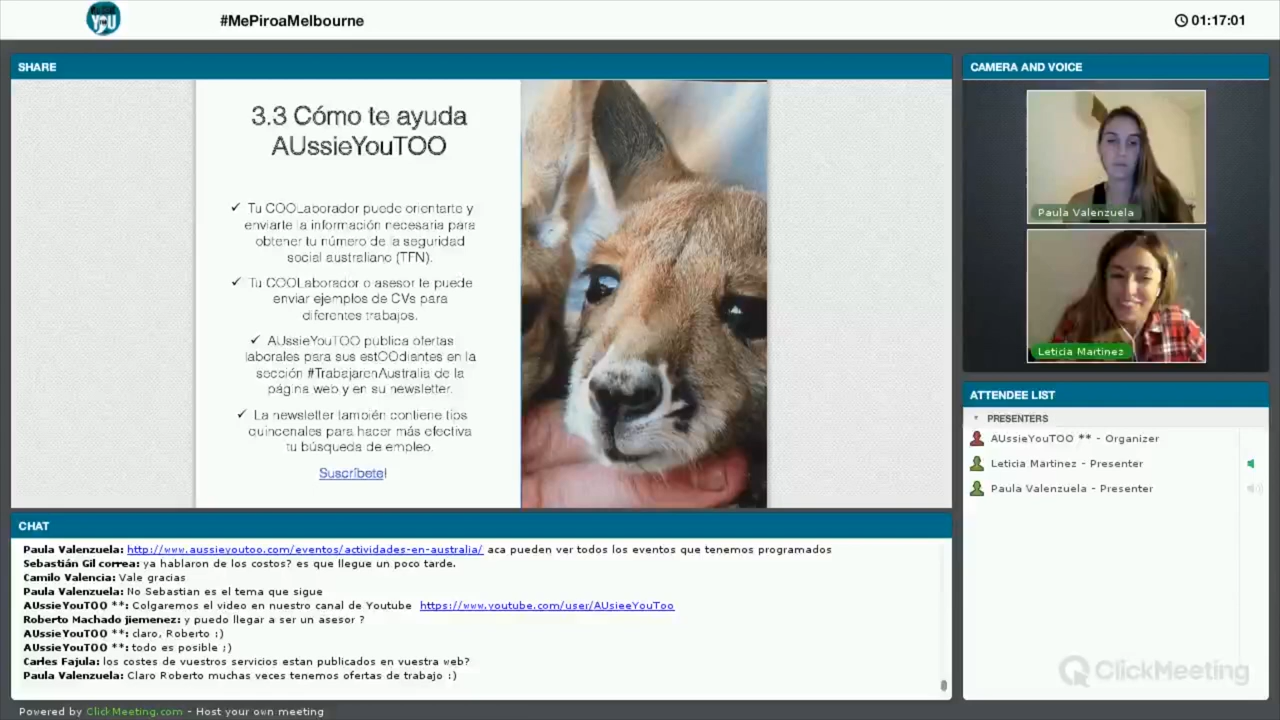 YOU
#MePiroaMelbourne
01:17:01
SHARE
3.3 Cómo te ayuda
AUssieYouTOO
✓ Tu COOLaborador puede orientarte y
enviarte la información necesaria para
obtener tu número de la seguridad
social australiano (TFN).
✓ Tu COOLaborador o asesor te puede
enviar ejemplos de CVs para
diferentes trabajos.
✓ AUssieYouTOO publica ofertas
laborales para sus estOOdiantes en la
sección #TrabajarenAustralia de la
página web y en su newsletter.
✓ La newsletter también contiene tips
quincenales para hacer más efectiva
tu búsqueda de empleo.
Suscríbete!
CAMERA AND VOICE
Paula Valenzuela
Leticia Martinez
ATTENDEE LIST
PRESENTERS
AUssieYouTOO ** - Organizer
Leticia Martinez - Presenter
Paula Valenzuela - Presenter
CHAT
Paula Valenzuela: http://www.aussieyoutoo.com/eventos/actividades-en-australia/ aca pueden ver todos los eventos que tenemos programados
Sebastián Gil correa: ya hablaron de los costos? es que llegue un poco tarde.
Camilo Valencia: Vale gracias
Paula Valenzuela: No Sebastian es el tema que sigue
AUssieYouTOO **: Colgaremos el video en nuestro canal de Youtube https://www.youtube.com/user/AUsieeYouToo
Roberto Machado jiemenez: y puedo llegar a ser un asesor ?
AUssieYouTOO **: claro, Roberto :)
AUssieYouTOO **: todo es posible ;)
Carles Fajula: los costes de vuestros servicios estan publicados en vuestra web?
Paula Valenzuela: Claro Roberto muchas veces tenemos ofertas de trabajo :)
ClickMeeting
Powered by ClickMeeting.com - Host your own meeting